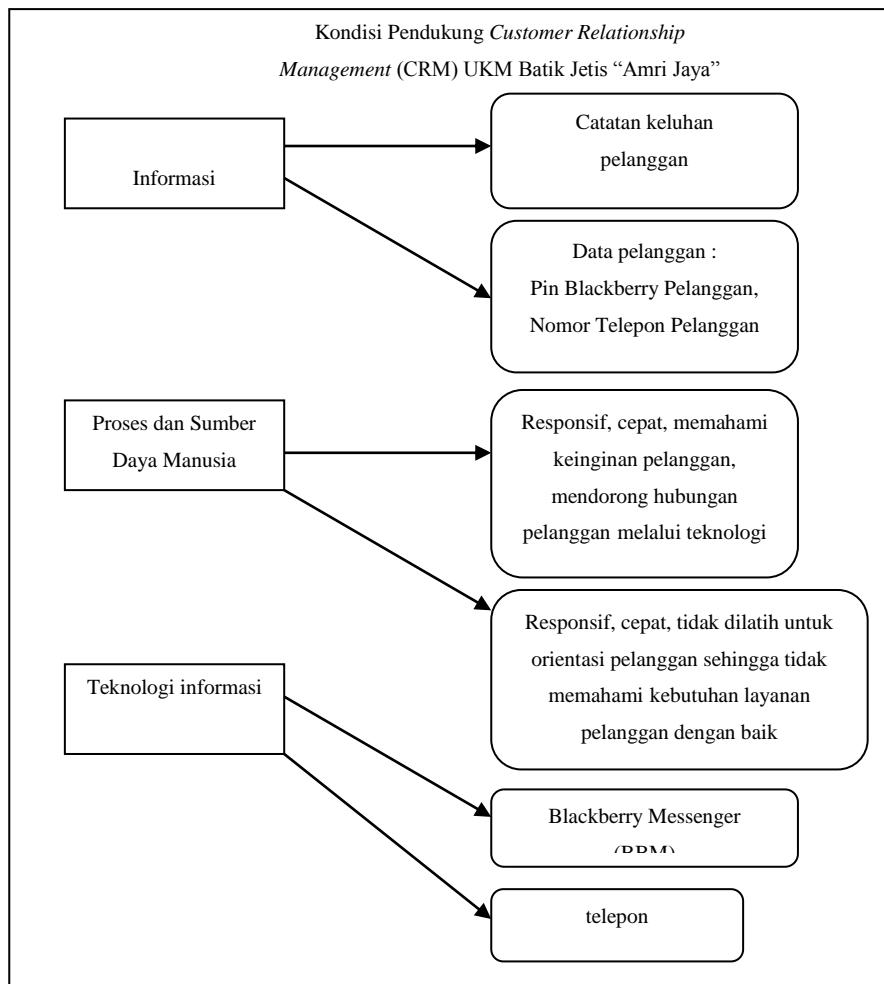 Kondisi Pendukung Customer Relationship
Management (CRM) UKM Batik Jetis “Amri Jaya”
Informasi
Catatan keluhan
pelanggan
Data pelanggan :
Pin Blackberry Pelanggan,
Nomor Telepon Pelanggan
Proses dan Sumber
Daya Manusia
Responsif, cepat, memahami
keinginan pelanggan,
mendorong hubungan
pelanggan melalui teknologi
Responsif, cepat, tidak dilatih untuk
orientasi pelanggan sehingga tidak
memahami kebutuhan layanan
pelanggan dengan baik
Teknologi informasi
Blackberry Messenger
(BBM)
telepon